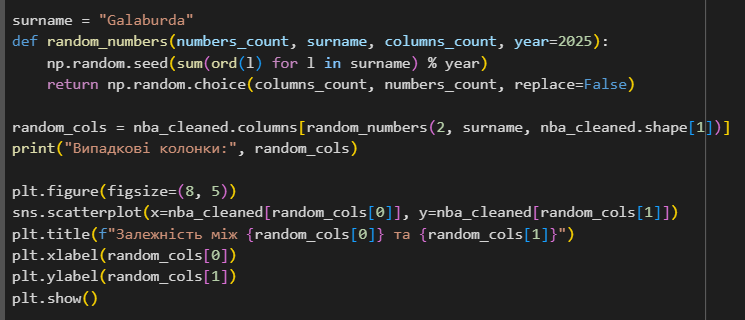 surname = "Galaburda"
def random_numbers(numbers_count, surname, columns_count, year=2025):
    np.random.seed(sum(ord(l) for l in surname) % year)
    return np.random.choice(columns_count, numbers_count, replace=False)

random_cols = nba_cleaned.columns[random_numbers(2, surname, nba_cleaned.shape[1])]
print("Випадкові колонки:", random_cols)

plt.figure(figsize=(8, 5))
sns.scatterplot(x=nba_cleaned[random_cols[0]], y=nba_cleaned[random_cols[1]])
plt.title(f"Залежність між {random_cols[0]} та {random_cols[1]}")
plt.xlabel(random_cols[0])
plt.ylabel(random_cols[1])
plt.show()